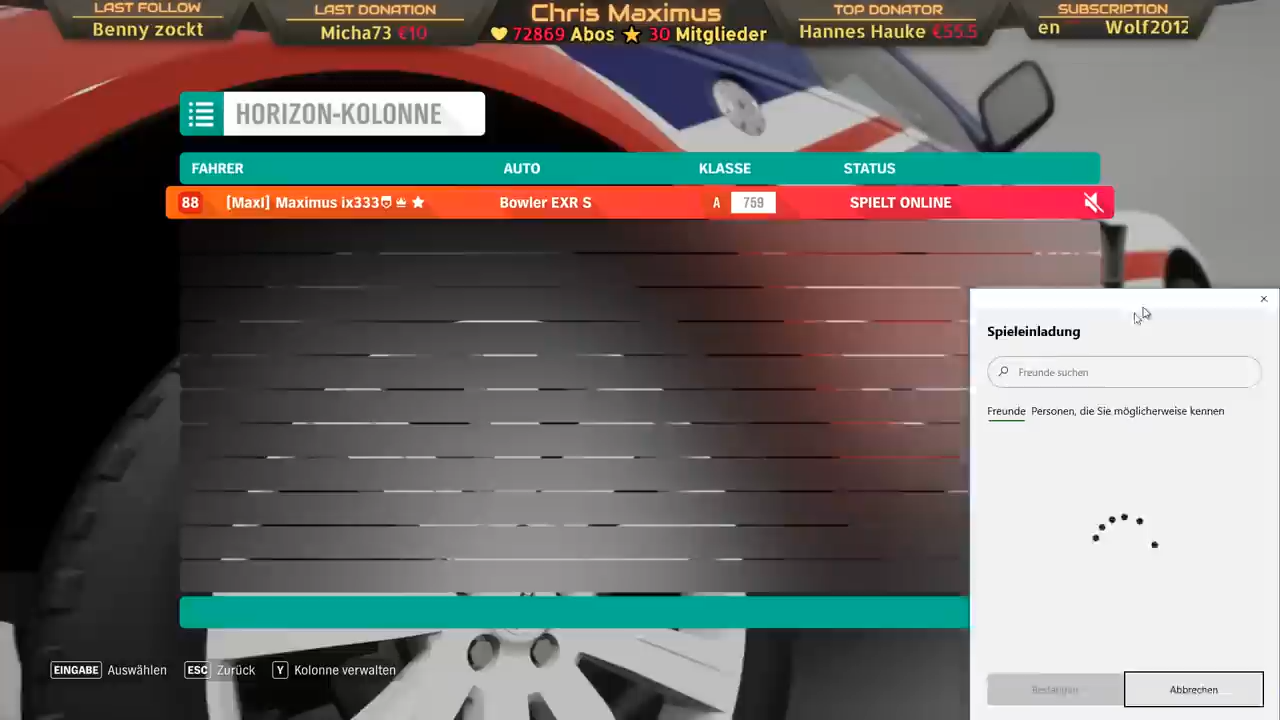 LAST FOLLOW
Benny zockt
LAST DONATION
Micha73 €10
Chris Maximus
72869 Abos ★ 30 Mitglieder
TOP DONATOR
Hannes Hauke €55.5
SUBSCRIPTION
en Wolf2012
HORIZON-KOLONNE
FAHRER AUTO KLASSE STATUS
88 [MaxI] Maximus ix333 Bowler EXR S A 759 SPIELT ONLINE
Spieleinladung
Freunde suchen
Freunde Personen, die Sie möglicherweise kennen
Bestätigen Abbrechen
EINGABE Auswählen ESC Zurück Y Kolonne verwalten